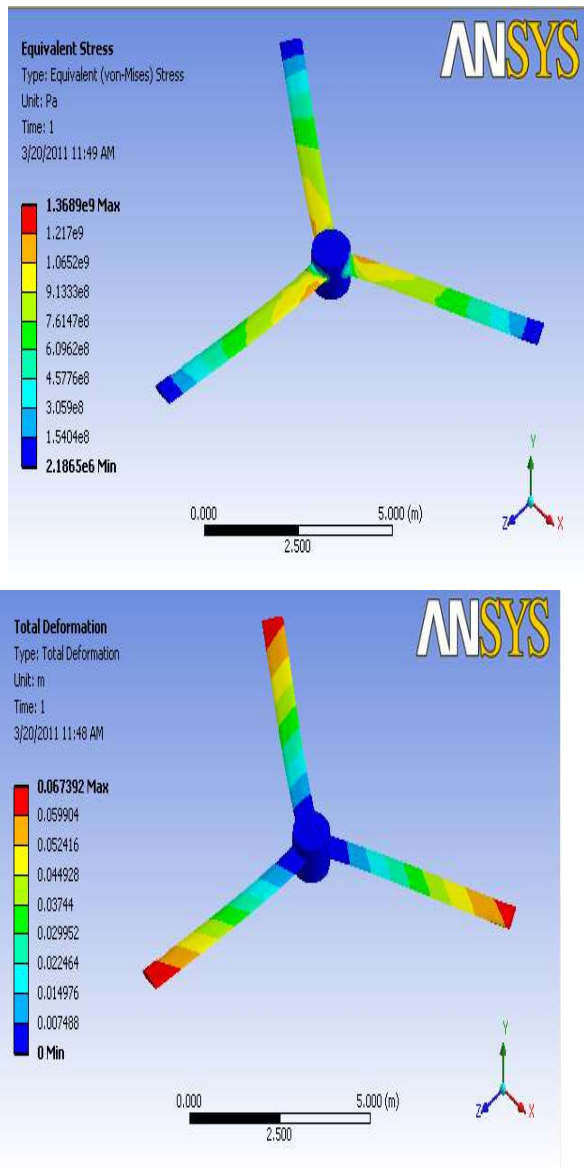 Equivalent Stress
Type: Equivalent (von-Mises) Stress
Unit: Pa
Time: 1
3/20/2011 11:49 AM
ANSYS
1.3689e9 Max
1.217e9
1.0652e9
9.1333e8
7.6147e8
6.0962e8
4.5776e8
3.059e8
1.5404e8
2.1865e6 Min
0.000
5.000 (m)
2.500
Y
Z
X
Total Deformation
Type: Total Deformation
Unit: m
Time: 1
3/20/2011 11:48 AM
ANSYS
0.067392 Max
0.059904
0.052416
0.044928
0.03744
0.029952
0.022464
0.014976
0.007488
0 Min
0.000
5.000 (m)
2.500
Y
Z
X